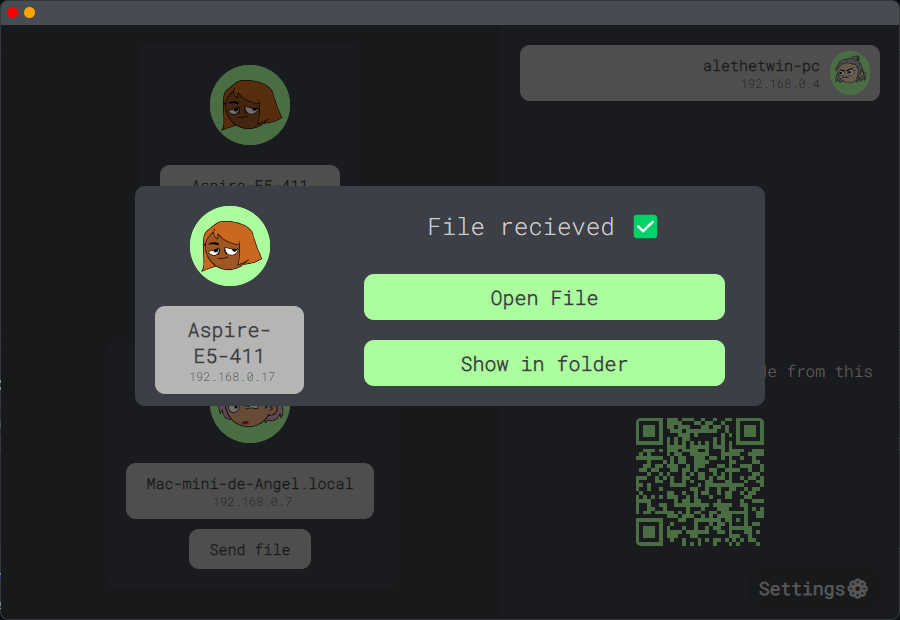 alethetwin-pc
192.168.0.4
Aspire-E5-411
File recieved
Open File
Aspire-
E5-411
192.168.0.17
Show in folder
de from this
Mac-mini-de-Angel.local
192.168.0.7
Send file
Settings